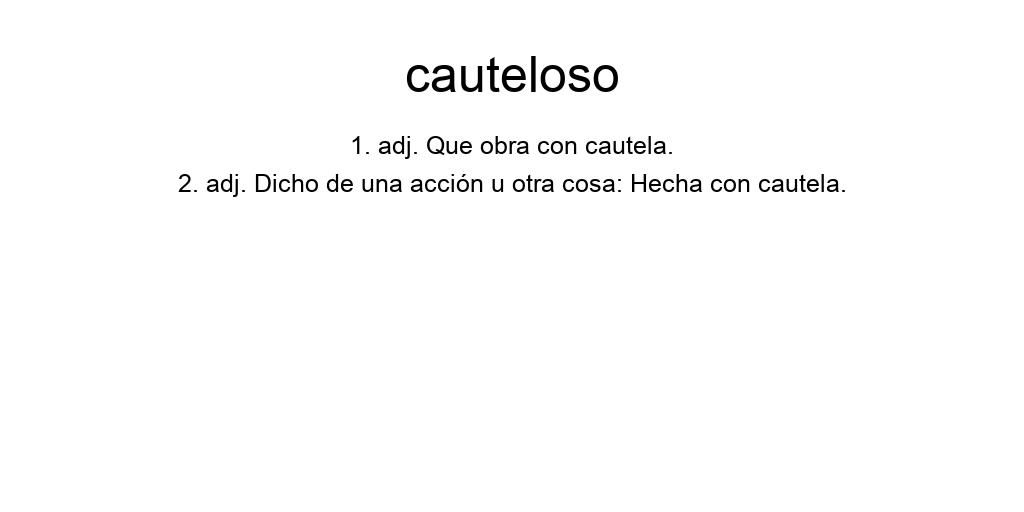 cauteloso
1. adj. Que obra con cautela.
2. adj. Dicho de una acción u otra cosa: Hecha con cautela.